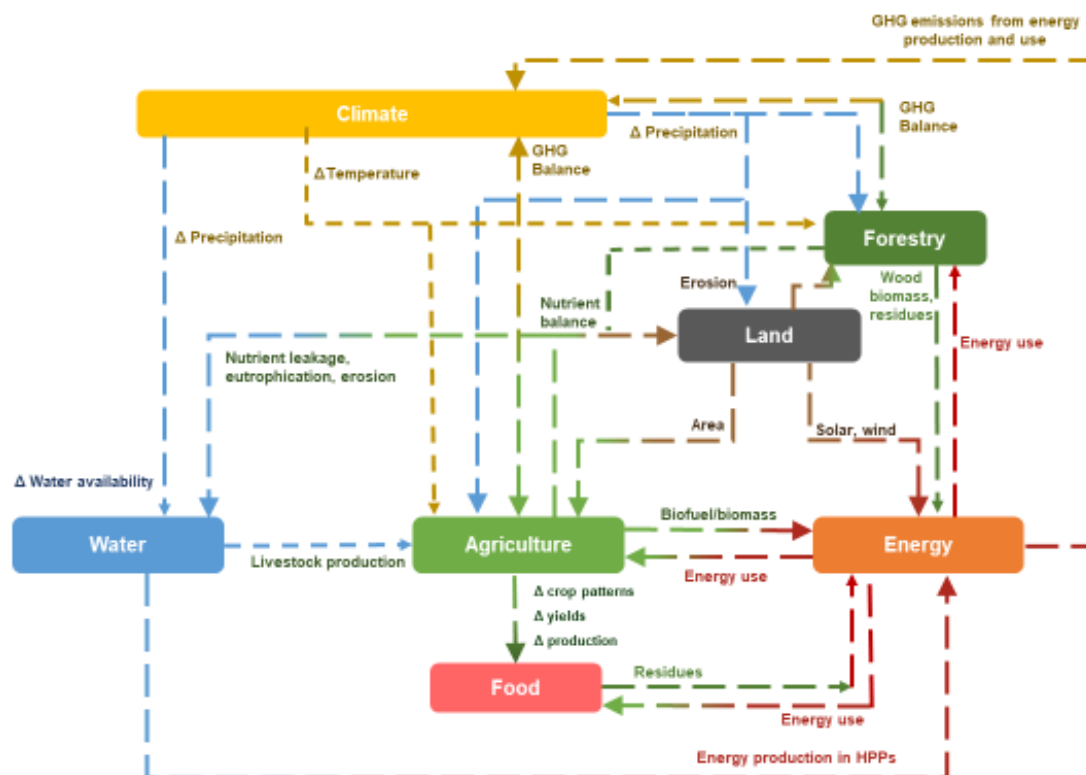 GHG emissions from energy
production and use
Climate
GHG
Balance
Δ Precipitation
GHG
Balance
Δ Temperature
Δ Precipitation
Forestry
Wood
biomass,
residues
Erosion
Nutrient
balance
Land
Energy use
Nutrient leakage,
eutrophication, erosion
Area
Solar, wind
Δ Water availability
Water
Livestock production
Agriculture
Biofuel/biomass
Energy use
Energy
Δ crop patterns
Δ yields
Δ production
Food
Residues
Energy use
Energy production in HPPs